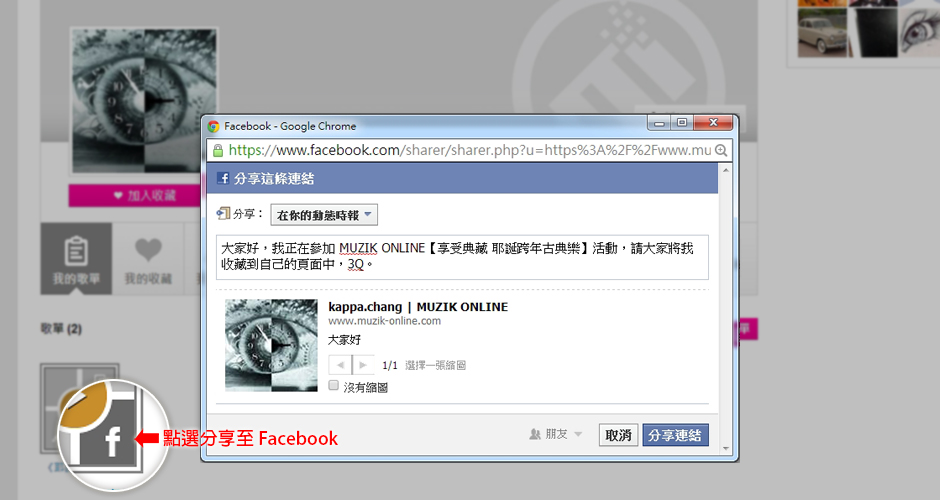 Facebook - Google Chrome
https://www.facebook.com/sharer/sharer.php?u=https%3A%2F%2Fwww.mu
分享這條連結
分享：
在你的動態時報
大家好，我正在參加 MUZIK ONLINE【享受典藏 耶誕跨年古典樂】活動，請大家將我
收藏到自己的頁面中，3Q。
kappa.chang | MUZIK ONLINE
www.muzik-online.com
大家好
1/1 選擇一張縮圖
沒有縮圖
朋友
取消
分享連結
加入收藏
我的歌單
我的收藏
歌單 (2)
f
點選分享至 Facebook